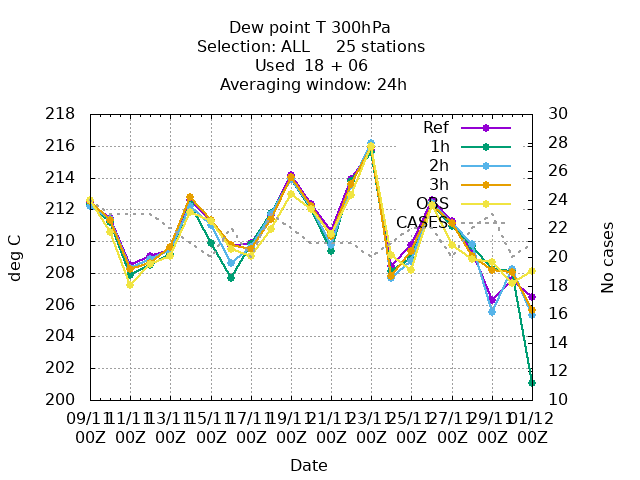 Dew point T 300hPa
Selection: ALL 25 stations
Used 18 + 06
Averaging window: 24h
218
216
214
212
210
208
206
204
202
200
deg C
30
28
26
24
22
20
18
16
14
12
10
No cases
Ref
1h
2h
3h
OBS
CASES
09/11 11/11 13/11 15/11 17/11 19/11 21/11 23/11 25/11 27/11 29/11 01/12
00Z 00Z 00Z 00Z 00Z 00Z 00Z 00Z 00Z 00Z 00Z 00Z
Date